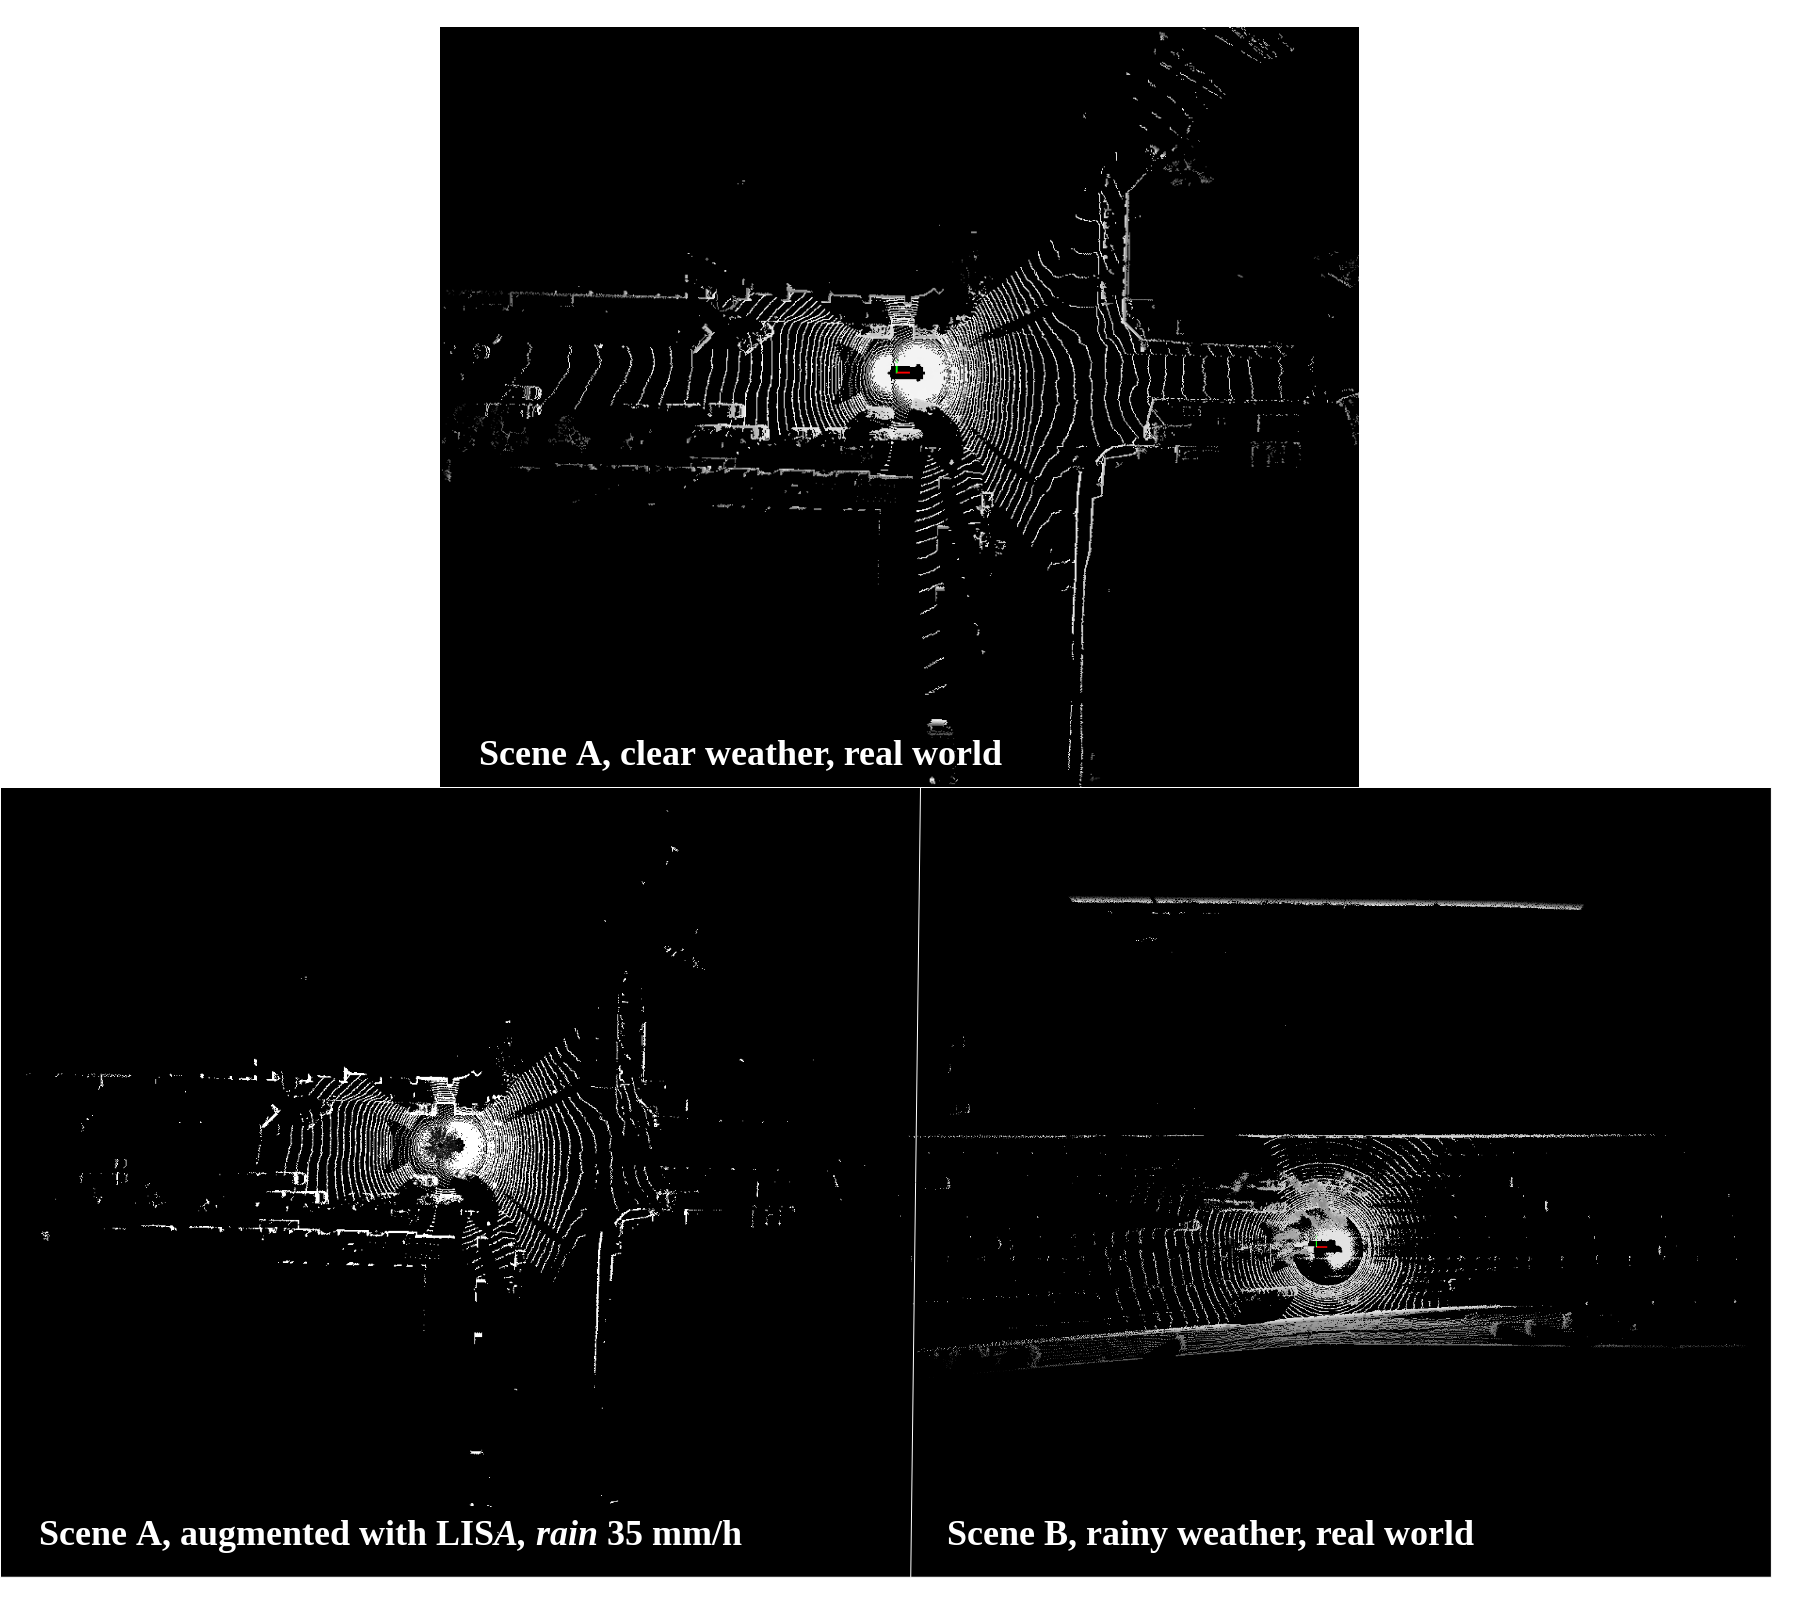 Scene A, clear weather, real world
Scene A, augmented with LISA, rain 35 mm/h
Scene B, rainy weather, real world